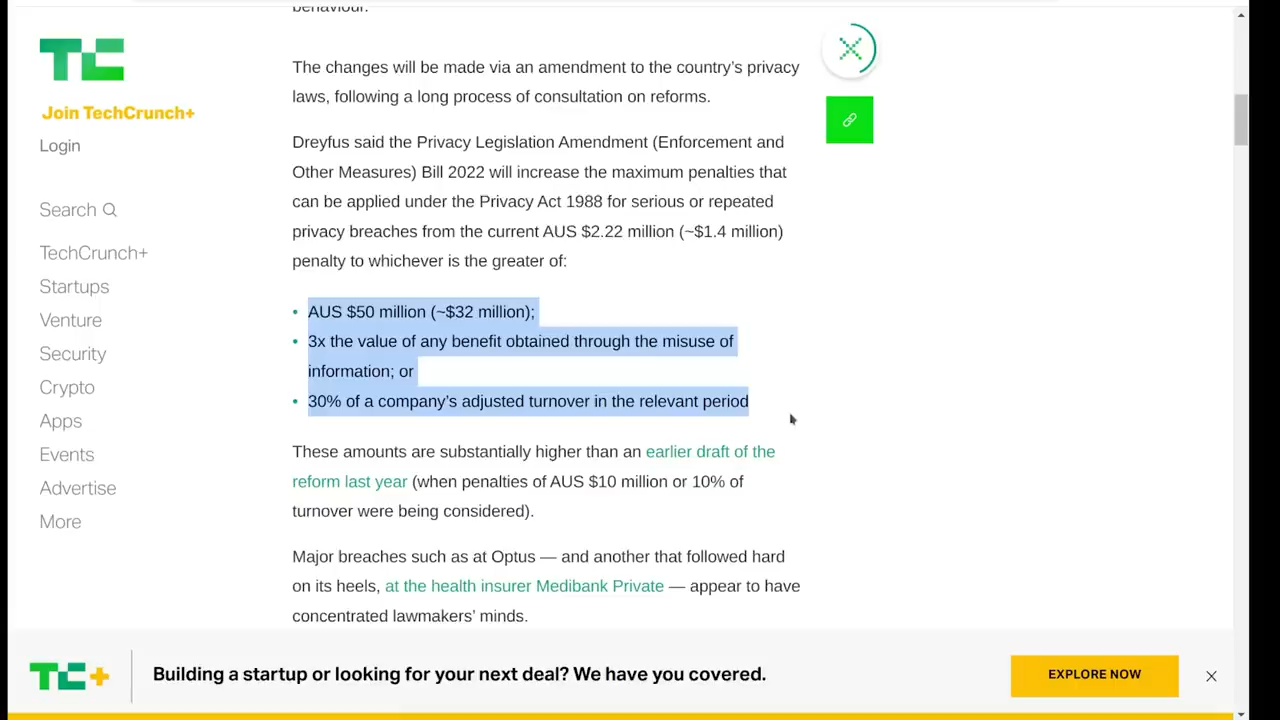 behaviour.
TC
Join TechCrunch+
Login
Search
TechCrunch+
Startups
Venture
Security
Crypto
Apps
Events
Advertise
More
The changes will be made via an amendment to the country’s privacy
laws, following a long process of consultation on reforms.
Dreyfus said the Privacy Legislation Amendment (Enforcement and
Other Measures) Bill 2022 will increase the maximum penalties that
can be applied under the Privacy Act 1988 for serious or repeated
privacy breaches from the current AUS $2.22 million (~$1.4 million)
penalty to whichever is the greater of:
• AUS $50 million (~$32 million);
• 3x the value of any benefit obtained through the misuse of
information; or
• 30% of a company’s adjusted turnover in the relevant period
These amounts are substantially higher than an earlier draft of the
reform last year (when penalties of AUS $10 million or 10% of
turnover were being considered).
Major breaches such as at Optus — and another that followed hard
on its heels, at the health insurer Medibank Private — appear to have
concentrated lawmakers’ minds.
TC+
Building a startup or looking for your next deal? We have you covered.
EXPLORE NOW